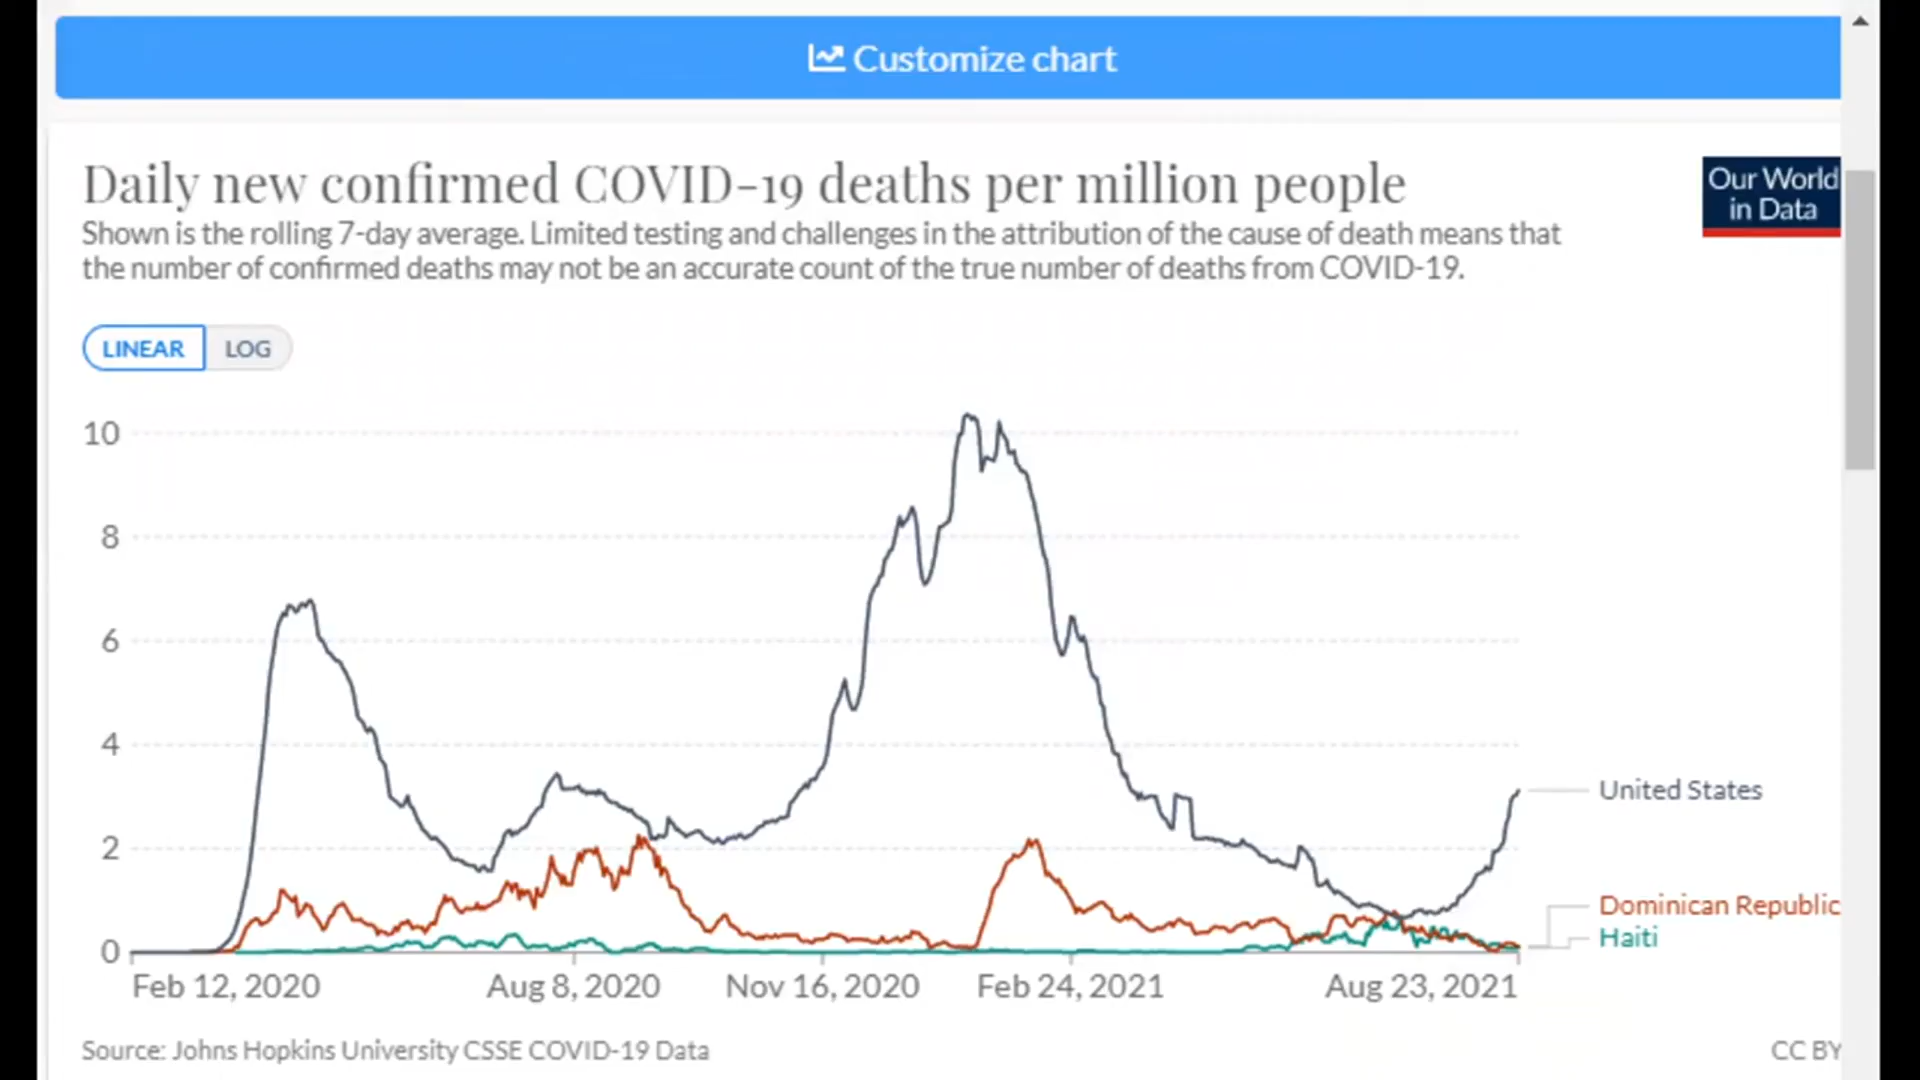 Customize chart
Daily new confirmed COVID-19 deaths per million people
Our World
in Data
Shown is the rolling 7-day average. Limited testing and challenges in the attribution of the cause of death means that
the number of confirmed deaths may not be an accurate count of the true number of deaths from COVID-19.
LINEAR LOG
10
8
6
4
2
0
United States
Dominican Republic
Haiti
Feb 12, 2020 Aug 8, 2020 Nov 16, 2020 Feb 24, 2021 Aug 23, 2021
Source: Johns Hopkins University CSSE COVID-19 Data
CC BY